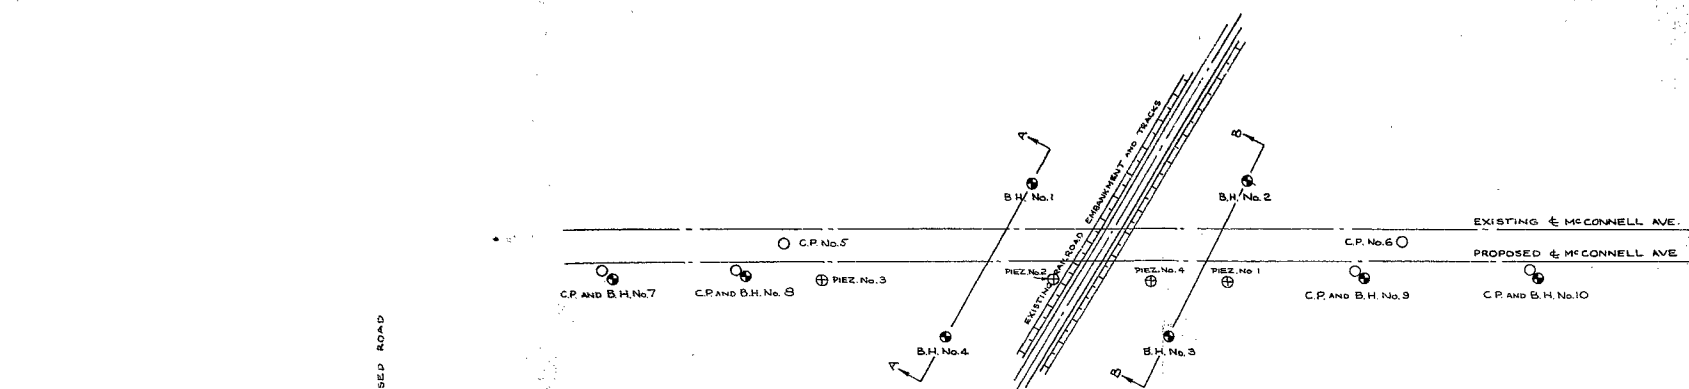 A
B
EXISTING RAILROAD EMBANKMENT AND TRACKS
B.H. No.1
B.H. No.2
EXISTING ℄ McCONNELL AVE.
C.P. No.5
C.P. No.6
PROPOSED ℄ McCONNELL AVE
PIEZ. No.3
PIEZ. No.2
PIEZ. No.4
PIEZ. No 1
C.P. AND B.H. No.7
C.P. AND B.H. No. 8
C.P. AND B.H. No.9
C.P. AND B.H. No.10
SED ROAD
B.H. No.4
B.H. No.3
A
B